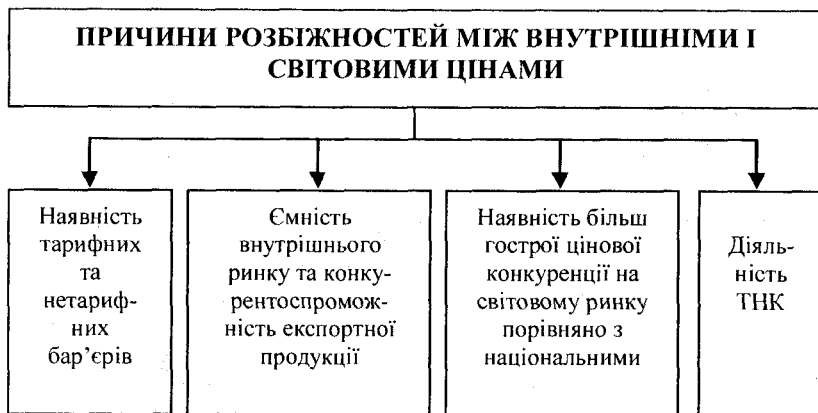 ПРИЧИНИ РОЗБІЖНОСТЕЙ МІЖ ВНУТРІШНІМИ І
СВІТОВИМИ ЦІНАМИ
Наявність
тарифних
та
нетариф-
них
бар’єрів
Ємність
внутрішнього
ринку та конку-
рентоспромож-
ність експортної
продукції
Наявність більш
гострої цінової
конкуренції на
світовому ринку
порівняно з
національними
Діяль-
ність
ТНК